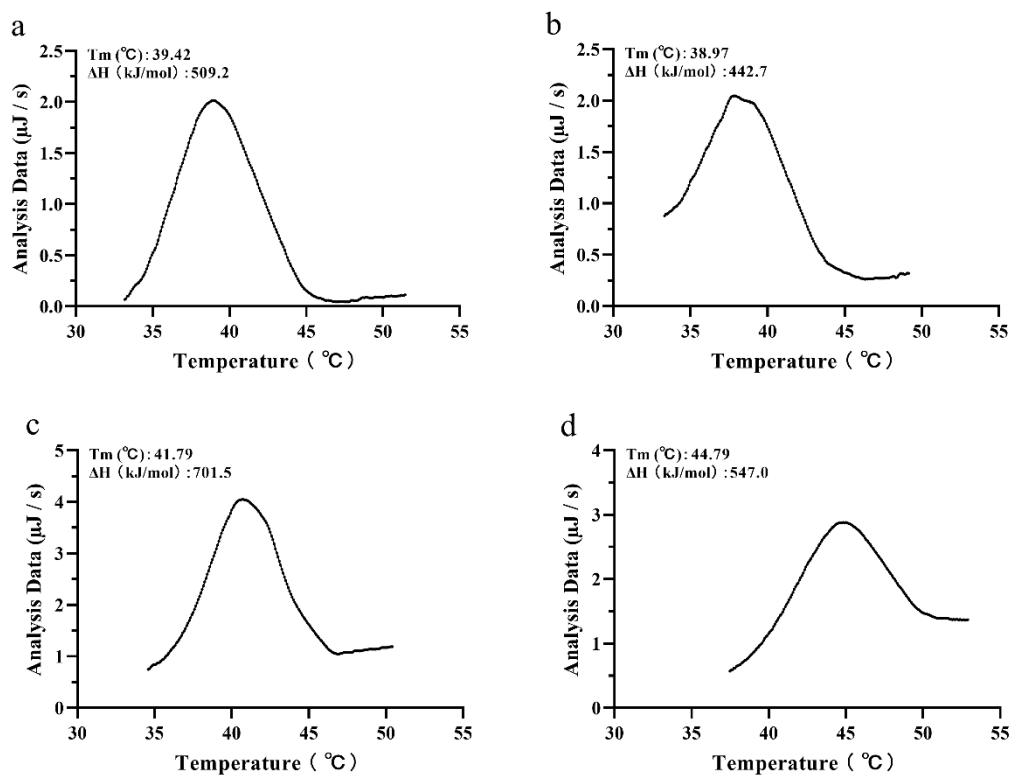 a
Tm (℃): 39.42
ΔH (kJ/mol) :509.2
Analysis Data (μJ / s)
2.5
2.0
1.5
1.0
0.5
0.0
30 35 40 45 50 55
Temperature ( ℃ )
b
Tm (℃): 38.97
ΔH (kJ/mol) :442.7
Analysis Data (μJ / s)
2.5
2.0
1.5
1.0
0.5
0.0
30 35 40 45 50 55
Temperature ( ℃ )
c
Tm (℃): 41.79
ΔH (kJ/mol) :701.5
Analysis Data (μJ / s)
5
4
3
2
1
0
30 35 40 45 50 55
Temperature ( ℃ )
d
Tm (℃): 44.79
ΔH (kJ/mol) :547.0
Analysis Data (μJ / s)
4
3
2
1
0
30 35 40 45 50 55
Temperature ( ℃ )